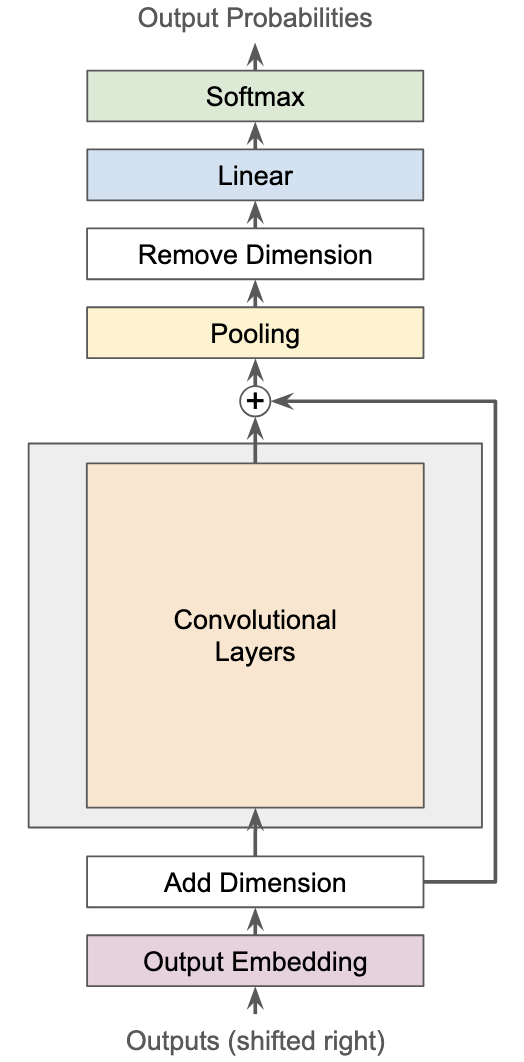 Output Probabilities
Softmax
Linear
Remove Dimension
Pooling
+
Convolutional
Layers
Add Dimension
Output Embedding
Outputs (shifted right)